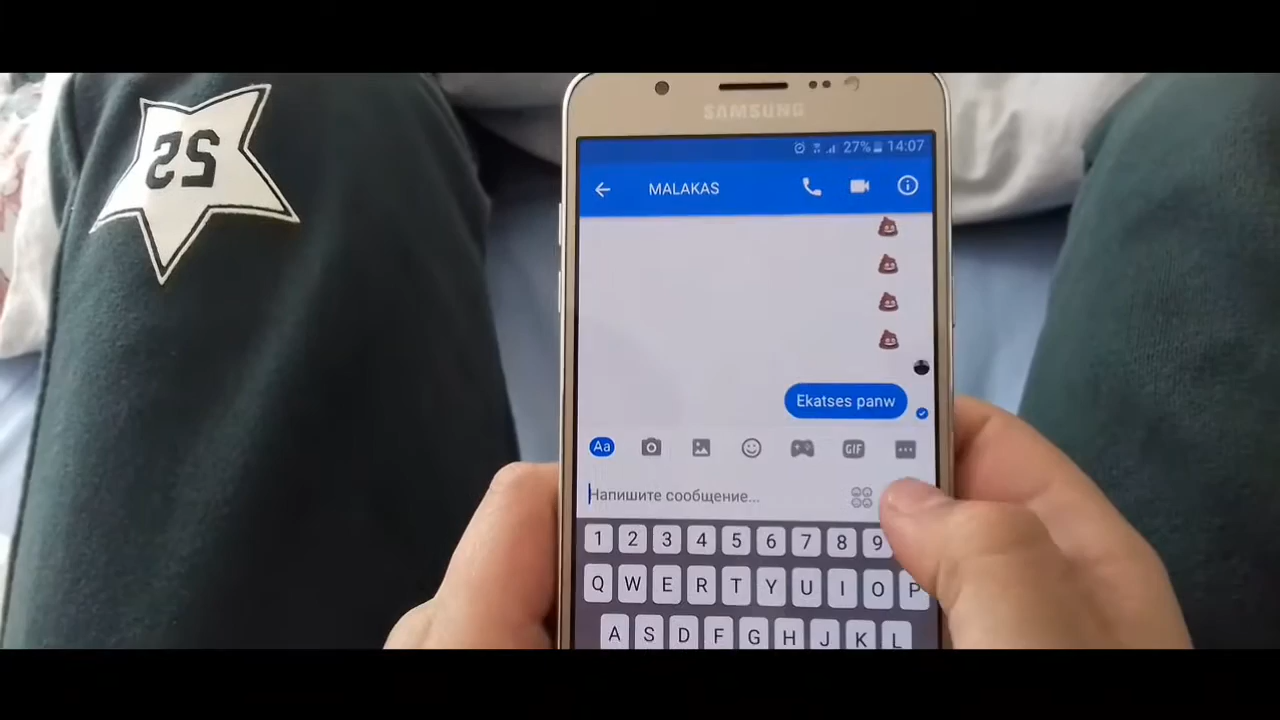 52
SAMSUNG
27% 14:07
MALAKAS
Ekatses panw
Aa
GIF
Напишите сообщение...
1 2 3 4 5 6 7 8 9
Q W E R T Y U I O P
A S D F G H J K L